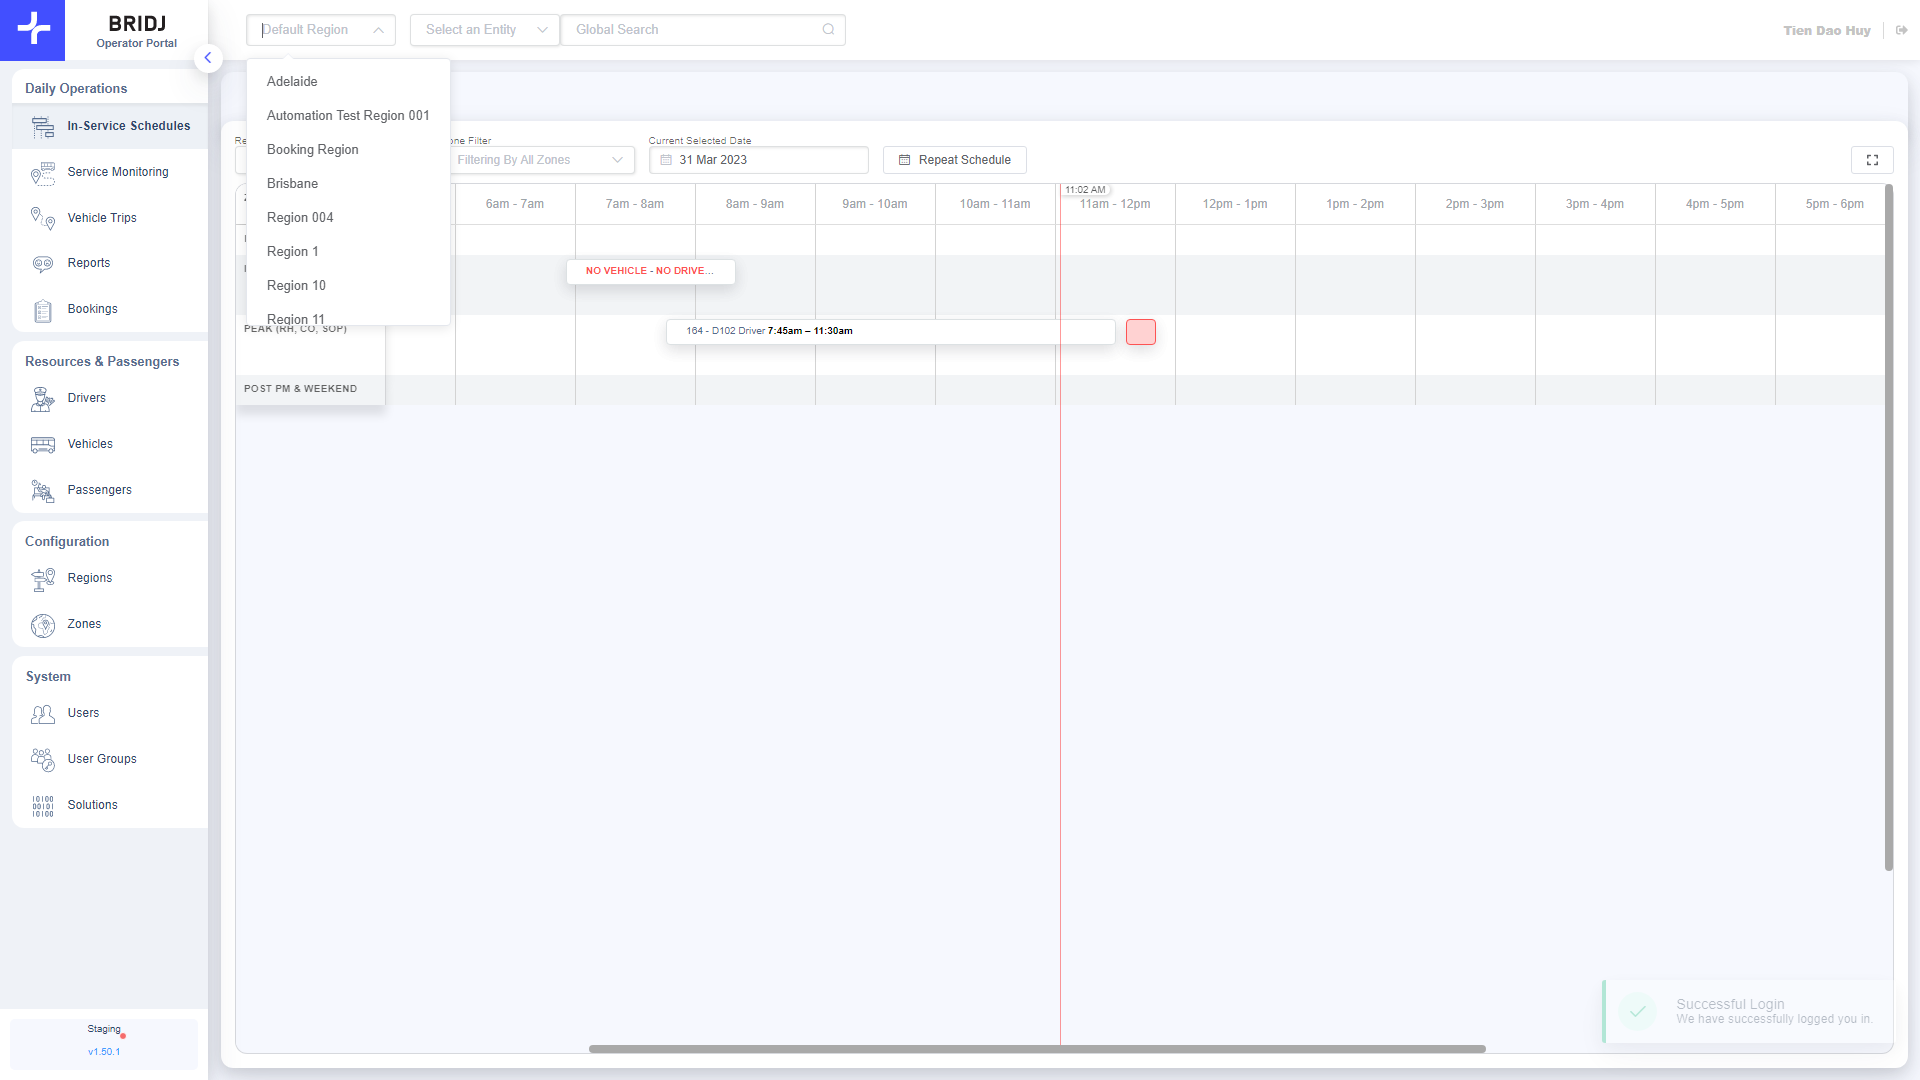 BRIDJ
Operator Portal
Default Region
Select an Entity
Global Search
Tien Dao Huy
Adelaide
Automation Test Region 001
Booking Region
Brisbane
Region 004
Region 1
Region 10
Region 11
Daily Operations
In-Service Schedules
Service Monitoring
Vehicle Trips
Reports
Bookings
Resources & Passengers
Drivers
Vehicles
Passengers
Configuration
Regions
Zones
System
Users
User Groups
Solutions
Staging
v1.50.1
Filter
Filtering By All Zones
Current Selected Date
31 Mar 2023
Repeat Schedule
11:02 AM
6am - 7am
7am - 8am
8am - 9am
9am - 10am
10am - 11am
11am - 12pm
12pm - 1pm
1pm - 2pm
2pm - 3pm
3pm - 4pm
4pm - 5pm
5pm - 6pm
NO VEHICLE - NO DRIVE...
PEAK (RH, CO, SOP)
164 - D102 Driver 7:45am – 11:30am
POST PM & WEEKEND
Successful Login
We have successfully logged you in.